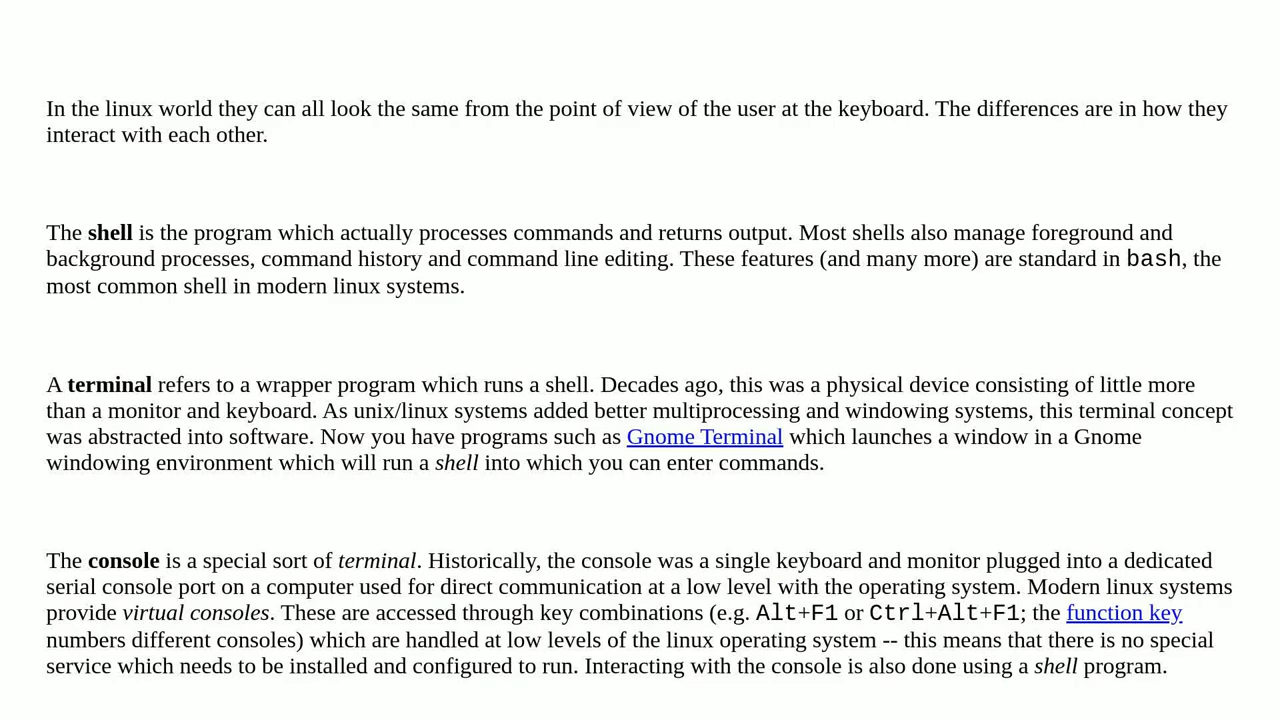 In the linux world they can all look the same from the point of view of the user at the keyboard. The differences are in how they
interact with each other.
The shell is the program which actually processes commands and returns output. Most shells also manage foreground and
background processes, command history and command line editing. These features (and many more) are standard in bash, the
most common shell in modern linux systems.
A terminal refers to a wrapper program which runs a shell. Decades ago, this was a physical device consisting of little more
than a monitor and keyboard. As unix/linux systems added better multiprocessing and windowing systems, this terminal concept
was abstracted into software. Now you have programs such as Gnome Terminal which launches a window in a Gnome
windowing environment which will run a shell into which you can enter commands.
The console is a special sort of terminal. Historically, the console was a single keyboard and monitor plugged into a dedicated
serial console port on a computer used for direct communication at a low level with the operating system. Modern linux systems
provide virtual consoles. These are accessed through key combinations (e.g. Alt+F1 or Ctrl+Alt+F1; the function key
numbers different consoles) which are handled at low levels of the linux operating system -- this means that there is no special
service which needs to be installed and configured to run. Interacting with the console is also done using a shell program.